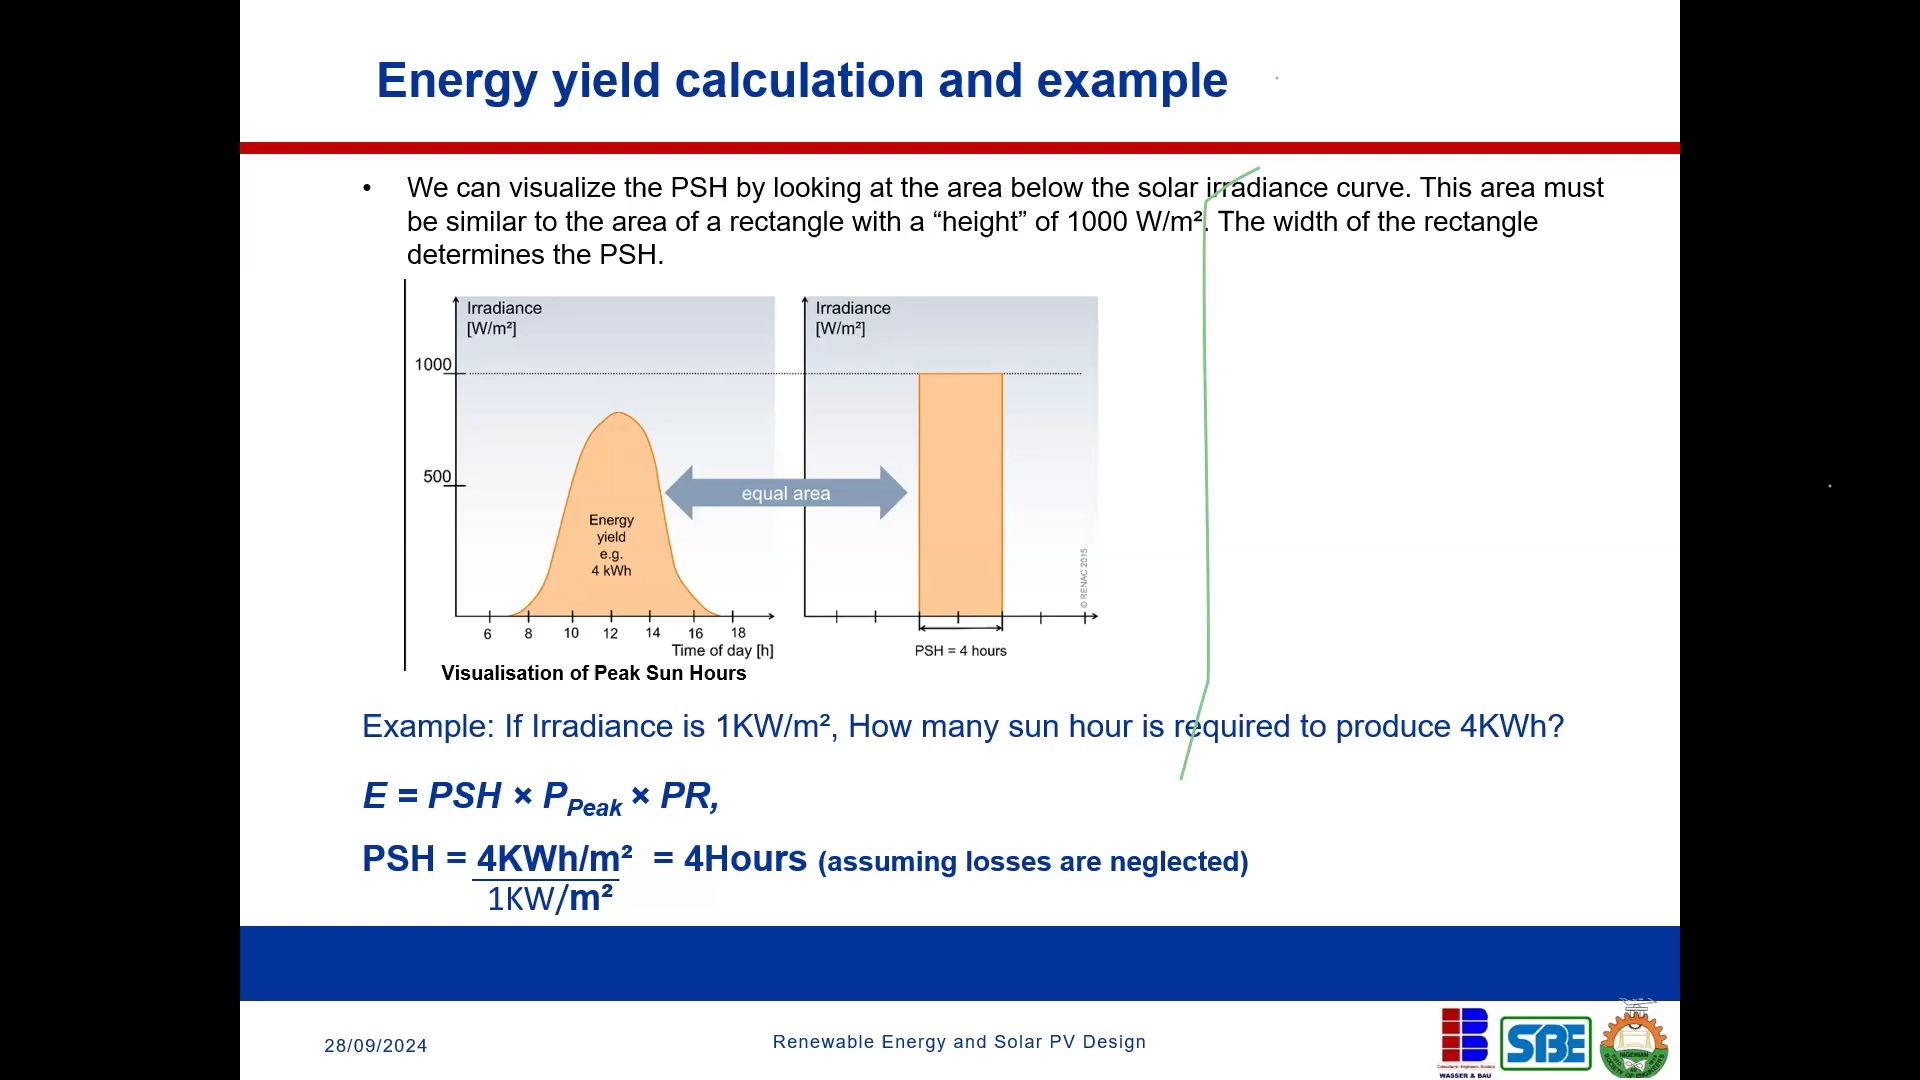 Energy yield calculation and example
• We can visualize the PSH by looking at the area below the solar irradiance curve. This area must
be similar to the area of a rectangle with a “height” of 1000 W/m². The width of the rectangle
determines the PSH.
Irradiance
[W/m²]
1000
500
Energy
yield
e.g.
4 kWh
6 8 10 12 14 16 18
Time of day [h]
equal area
Irradiance
[W/m²]
© RENAC 2015
PSH = 4 hours
Visualisation of Peak Sun Hours
Example: If Irradiance is 1KW/m², How many sun hour is required to produce 4KWh?
E = PSH × PPeak × PR,
PSH = 4KWh/m² = 4Hours (assuming losses are neglected)
1KW/m²
28/09/2024
Renewable Energy and Solar PV Design
WASSER & BAU
SBE
NIGERIAN